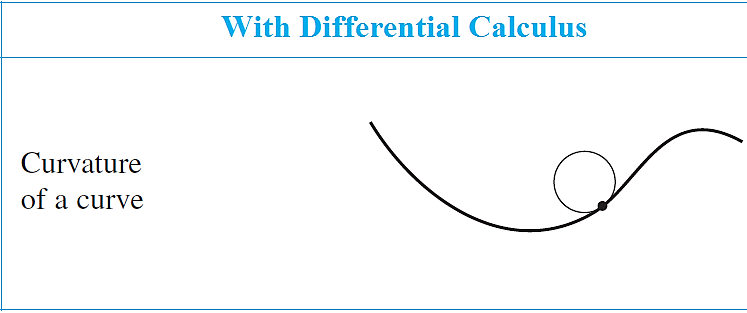 With Differential Calculus
Curvature
of a curve